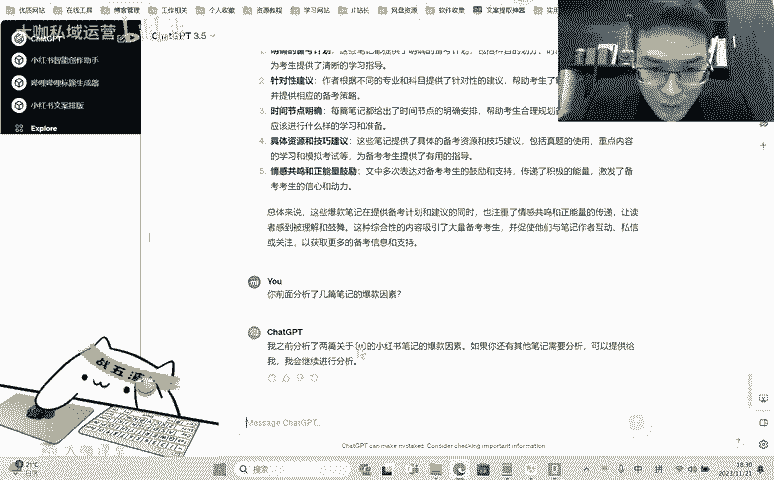 优质网站 在线工具 博客管理 工作相关 个人收藏 资源教程 学习网站 片站长 网盘资源 软件收集 文案提取神器
大咖私域运营
ChatGPT
ChatGPT 3.5
小红书智能创作助手
哔哩哔哩标题生成器
小红书文案排版
Explore
为考生提供了清晰的学习指导。
2. 针对性建议：作者根据不同的专业和科目提供了针对性的建议，帮助考生了
并提供相应的备考策略。
3. 时间节点明确：每篇笔记都给出了时间节点的明确安排，帮助考生合理规划
应该进行什么样的学习和准备。
4. 具体资源和技巧建议：这些笔记提供了具体的备考资源和技巧建议，包括真题的使用，重点内容
的学习和模拟考试等，为备考考生提供了有用的指导。
5. 情感共鸣和正能量鼓励：文中多次表达对备考考生的鼓励和支持，传递了积极的能量，激发了备
考考生的信心和动力。
总体来说，这些爆款笔记在提供备考计划和建议的同时，也注重了情感共鸣和正能量的传递，让读
者感到被理解和鼓舞。这种综合性的内容吸引了大量备考考生，并促使他们与笔记作者互动、私信
或关注，以获取更多的备考信息和支持。
You
你前面分析了几篇笔记的爆款因素？
ChatGPT
我之前分析了两篇关于 的小红书笔记的爆款因素。如果你还有其他笔记需要分析，可以提供给
我，我会继续进行分析。
战五渣
Message ChatGPT...
ChatGPT can make mistakes. Consider checking important information
21°C
搜索
中 拼
18:30
2023/11/21